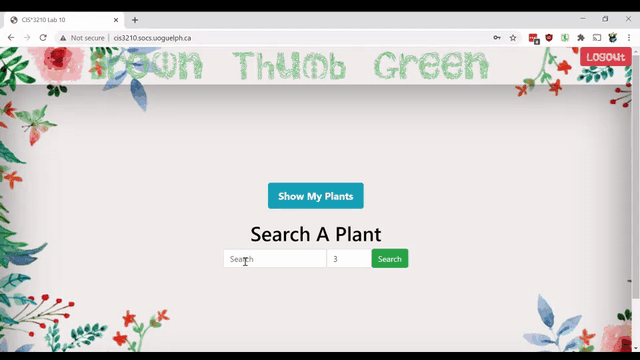 CIS*3210 Lab 10
Not secure | cis3210.socs.uoguelph.ca
Thumb Green
Logout
Show My Plants
Search A Plant
Search 3 Search